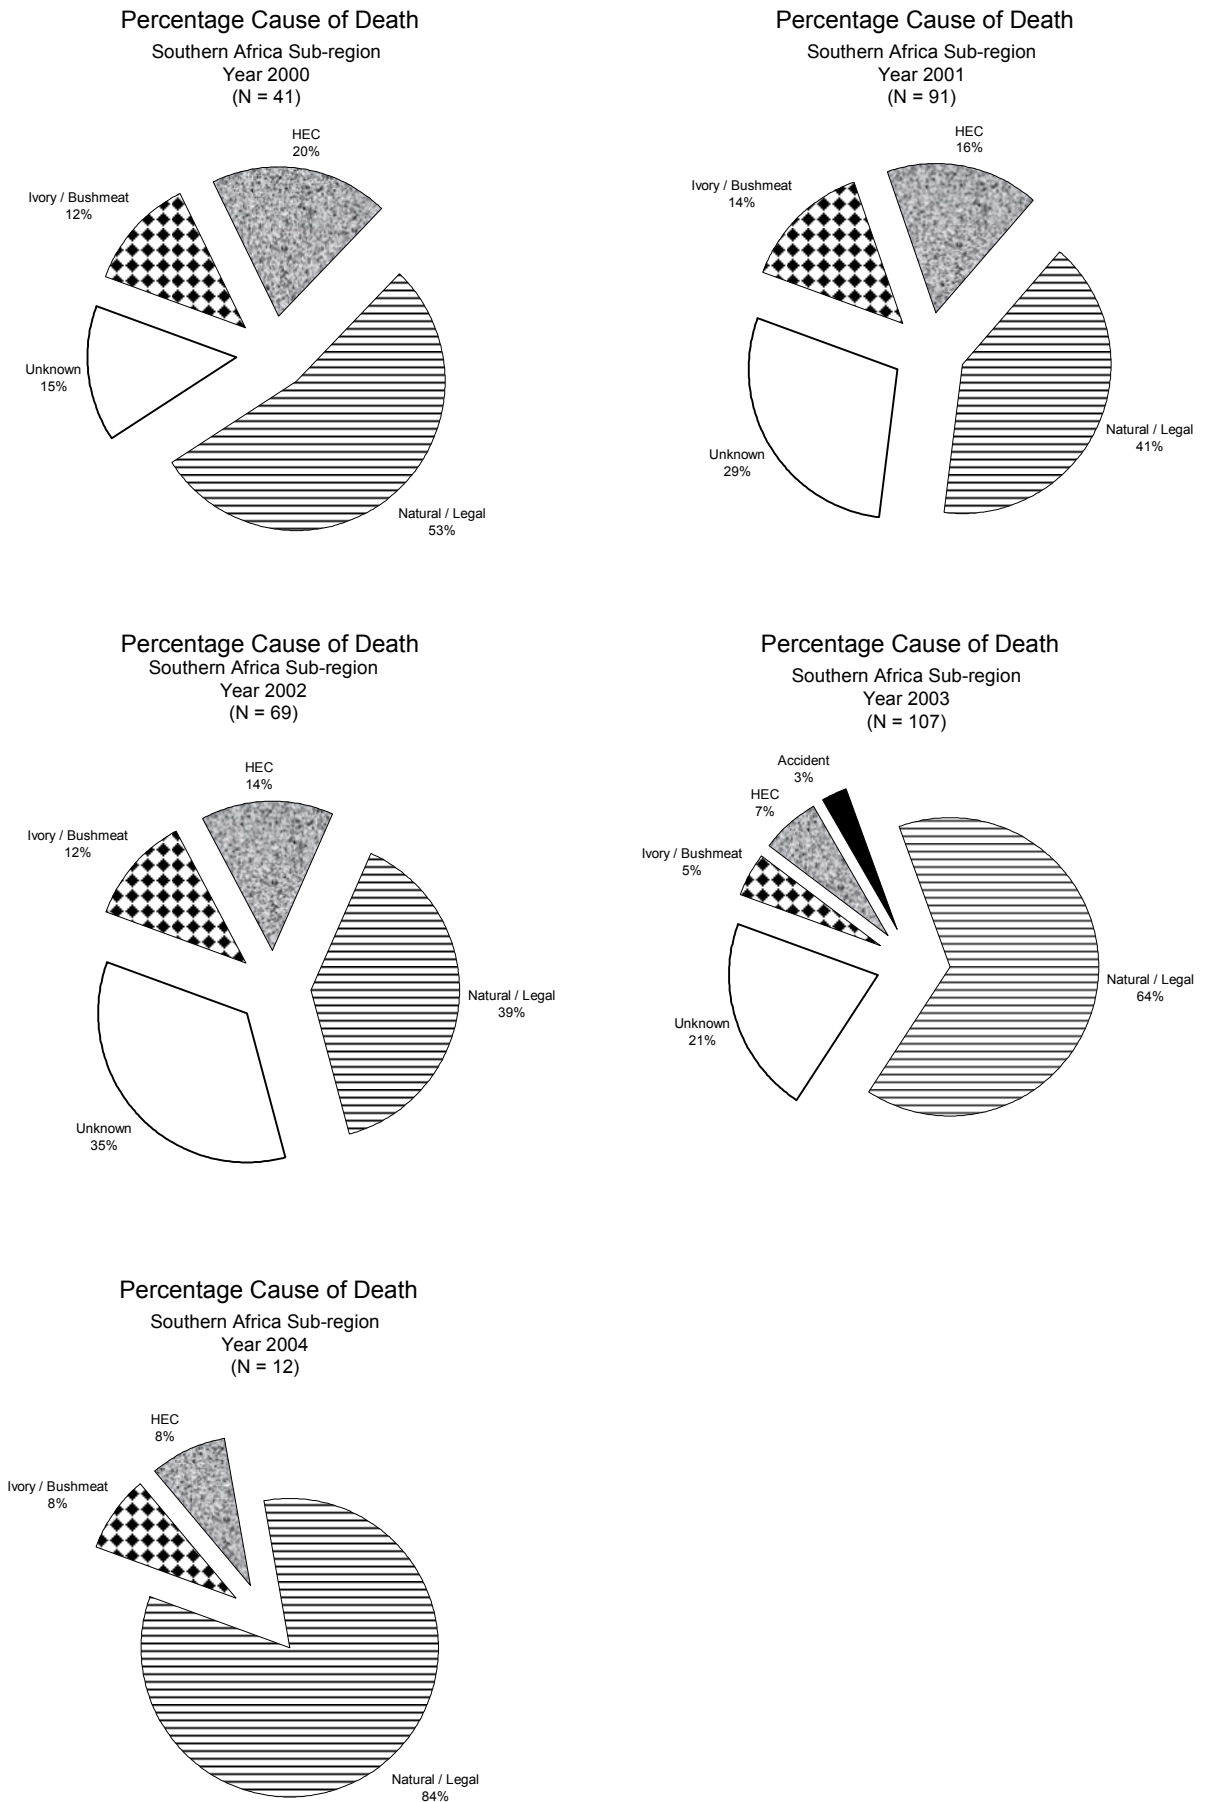 Percentage Cause of Death
Southern Africa Sub-region
Year 2000
(N = 41)
HEC
20%
Ivory / Bushmeat
12%
Unknown
15%
Natural / Legal
53%
Percentage Cause of Death
Southern Africa Sub-region
Year 2001
(N = 91)
HEC
16%
Ivory / Bushmeat
14%
Natural / Legal
41%
Unknown
29%
Percentage Cause of Death
Southern Africa Sub-region
Year 2002
(N = 69)
HEC
14%
Ivory / Bushmeat
12%
Natural / Legal
39%
Unknown
35%
Percentage Cause of Death
Southern Africa Sub-region
Year 2003
(N = 107)
Accident
3%
HEC
7%
Ivory / Bushmeat
5%
Natural / Legal
64%
Unknown
21%
Percentage Cause of Death
Southern Africa Sub-region
Year 2004
(N = 12)
HEC
8%
Ivory / Bushmeat
8%
Natural / Legal
84%